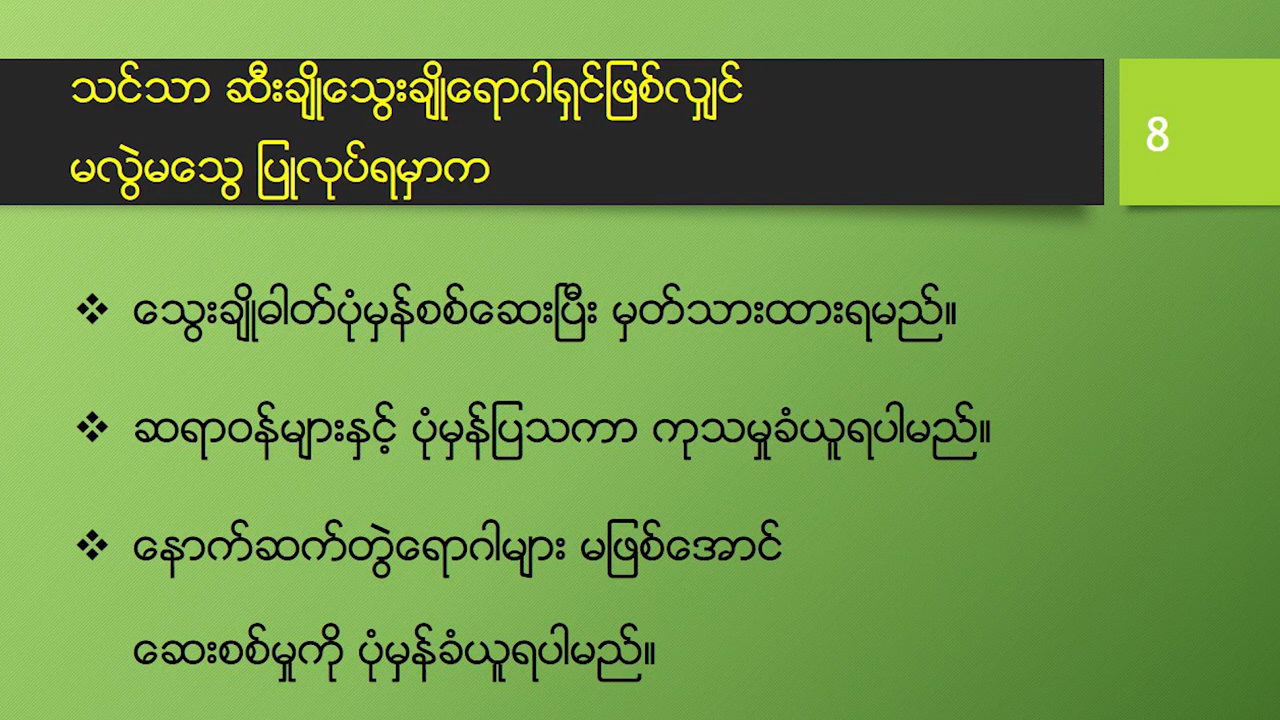 သင်သာ ဆီးချိုသွေးချိုရောဂါရှင်ဖြစ်လျှင်
မလွဲမသွေ ပြုလုပ်ရမှာက
8
❖ သွေးချိုဓါတ်ပုံမှန်စစ်ဆေးပြီး မှတ်သားထားရမည်။
❖ ဆရာဝန်များနှင့် ပုံမှန်ပြသကာ ကုသမှုခံယူရပါမည်။
❖ နောက်ဆက်တွဲရောဂါများ မဖြစ်အောင်
ဆေးစစ်မှုကို ပုံမှန်ခံယူရပါမည်။